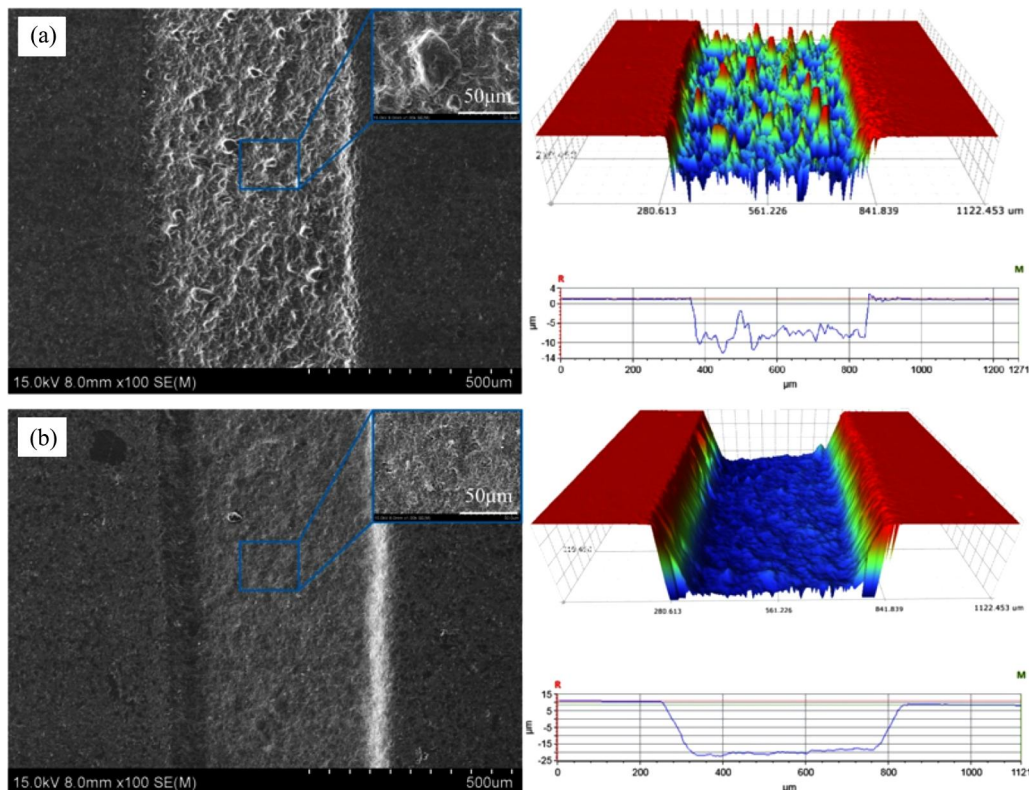 (a)
50μm
15.0kV 8.0mm x100 SE(M)
500um
280.613
561.226
841.839
1122.453 um
R
M
4
0
-5
-10
-14
μm
0
200
400
600
800
1000
1200 1271
μm
(b)
50μm
15.0kV 8.0mm x100 SE(M)
500um
280.613
561.226
841.839
1122.453 um
R
M
15
5
-5
-15
-25
μm
0
200
400
600
800
1000
1121
μm